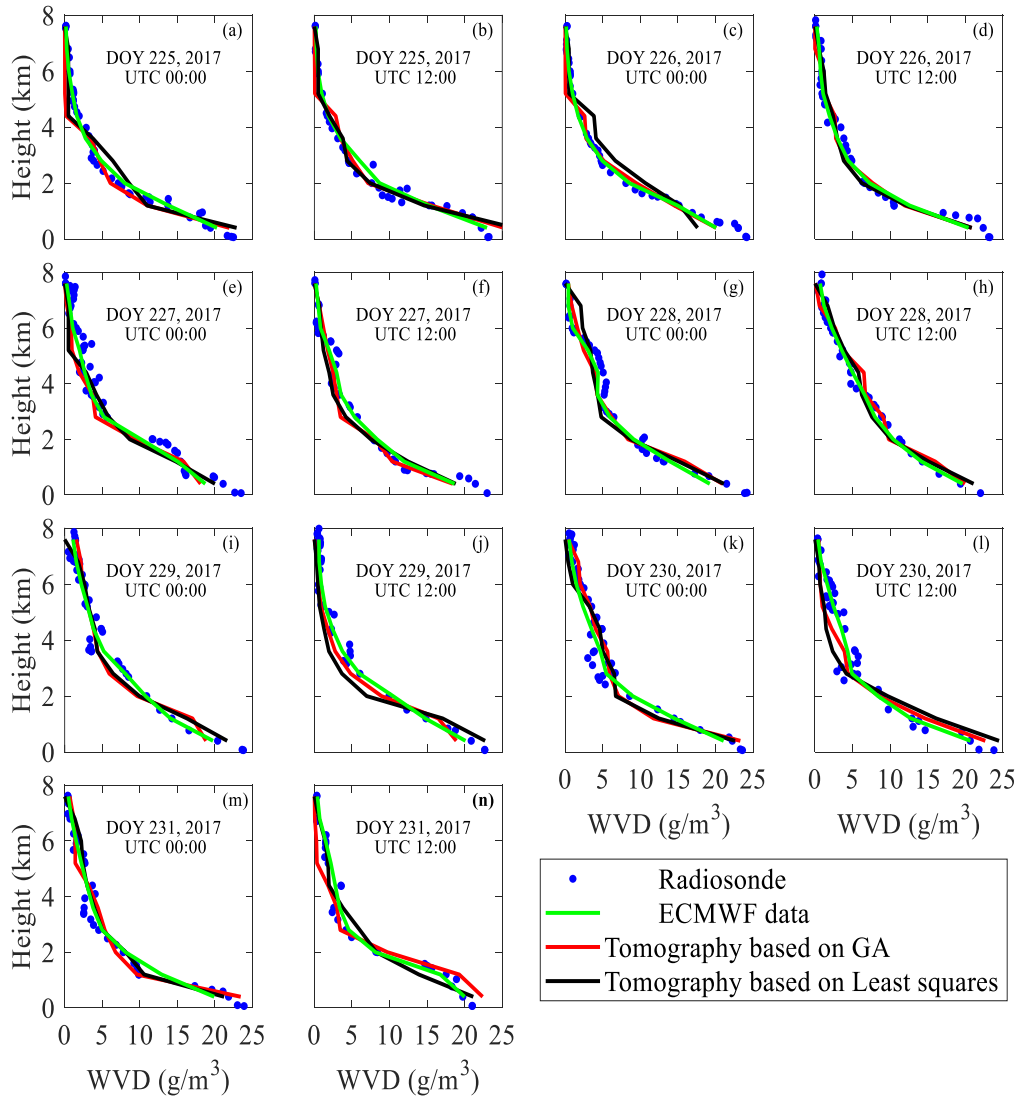 (a)
DOY 225, 2017
UTC 00:00
(b)
DOY 225, 2017
UTC 12:00
(c)
DOY 226, 2017
UTC 00:00
(d)
DOY 226, 2017
UTC 12:00
8
6
4
2
0
Height (km)
(e)
DOY 227, 2017
UTC 00:00
(f)
DOY 227, 2017
UTC 12:00
(g)
DOY 228, 2017
UTC 00:00
(h)
DOY 228, 2017
UTC 12:00
8
6
4
2
0
Height (km)
(i)
DOY 229, 2017
UTC 00:00
(j)
DOY 229, 2017
UTC 12:00
(k)
DOY 230, 2017
UTC 00:00
(l)
DOY 230, 2017
UTC 12:00
8
6
4
2
0
Height (km)
0 5 10 15 20 25
WVD (g/m³)
0 5 10 15 20 25
WVD (g/m³)
(m)
DOY 231, 2017
UTC 00:00
(n)
DOY 231, 2017
UTC 12:00
8
6
4
2
0
Height (km)
0 5 10 15 20 25
WVD (g/m³)
0 5 10 15 20 25
WVD (g/m³)
Radiosonde
ECMWF data
Tomography based on GA
Tomography based on Least squares